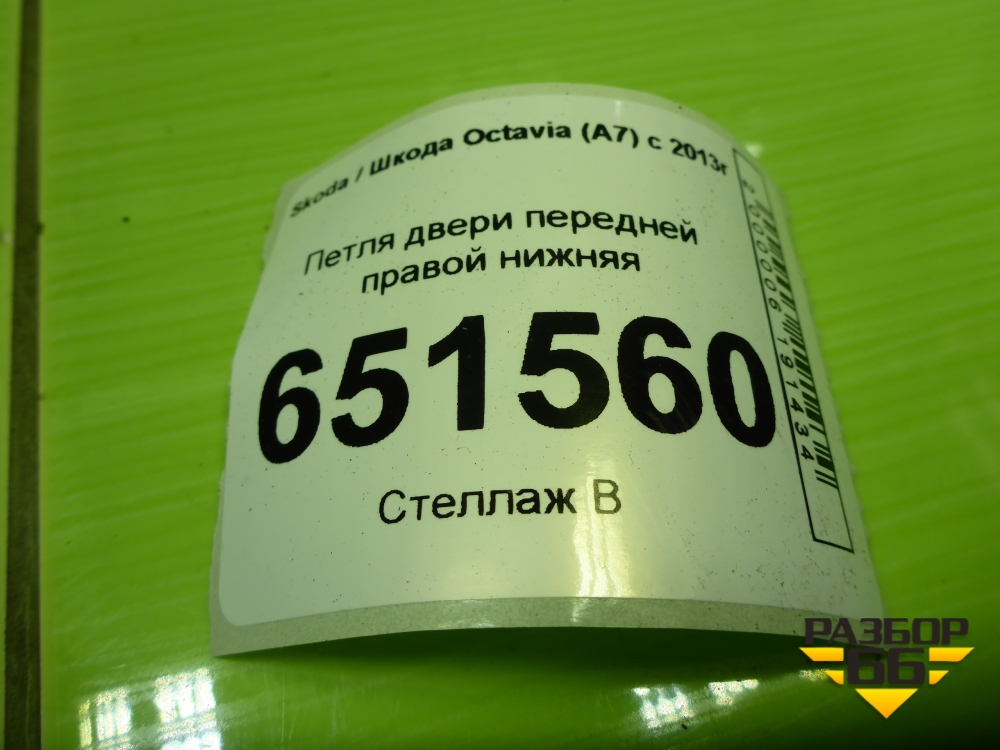 Skoda / Шкода Octavia (A7) с 2013г
Петля двери передней
правой нижняя
651560
Стеллаж В
2000006191434
РАЗБОР
66